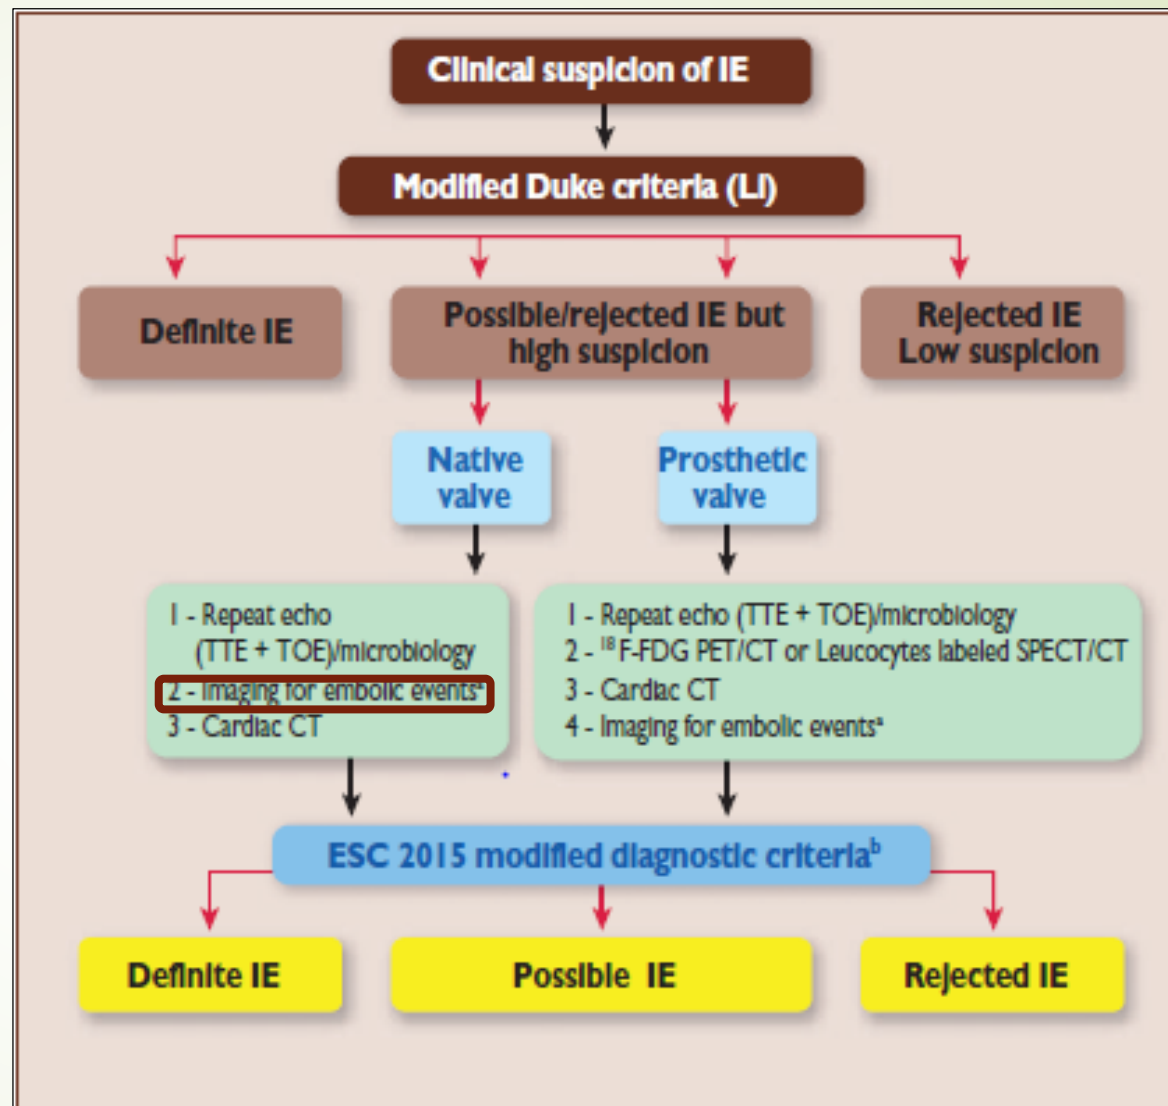 Clinical suspicion of IE
Modified Duke criteria (LI)
Definite IE
Possible/rejected IE but
high suspicion
Rejected IE
Low suspicion
Native
valve
Prosthetic
valve
1 - Repeat echo
(TTE + TOE)/microbiology
2 - Imaging for embolic eventsᵃ
3 - Cardiac CT
1 - Repeat echo (TTE + TOE)/microbiology
2 - ¹⁸F-FDG PET/CT or Leucocytes labeled SPECT/CT
3 - Cardiac CT
4 - Imaging for embolic eventsᵃ
ESC 2015 modified diagnostic criteriaᵇ
Definite IE
Possible IE
Rejected IE